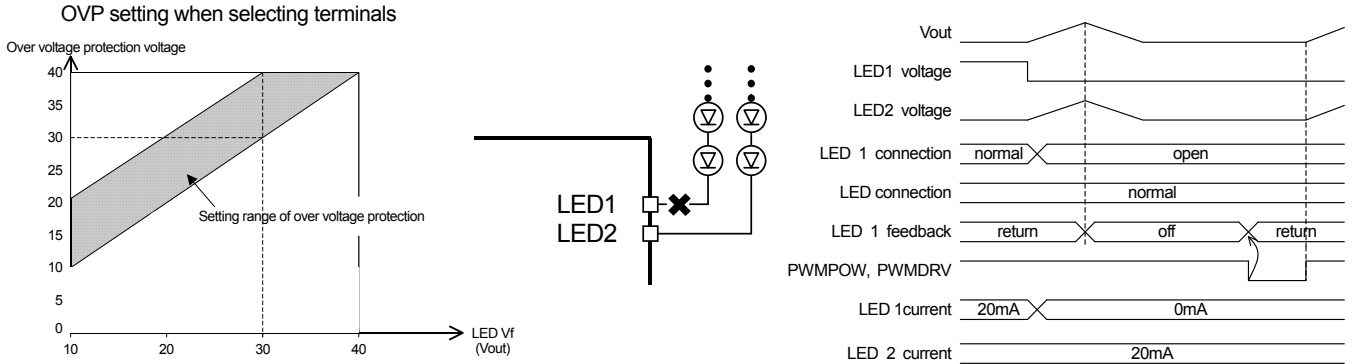 OVP setting when selecting terminals
Over voltage protection voltage
40
35
30
25
20
15
10
5
0
Setting range of over voltage protection
10 20 30 40
LED Vf
(Vout)
LED1
LED2
Vout
LED1 voltage
LED2 voltage
LED 1 connection normal open
LED connection normal
LED 1 feedback return off return
PWMPOW, PWMDRV
LED 1current 20mA 0mA
LED 2 current 20mA